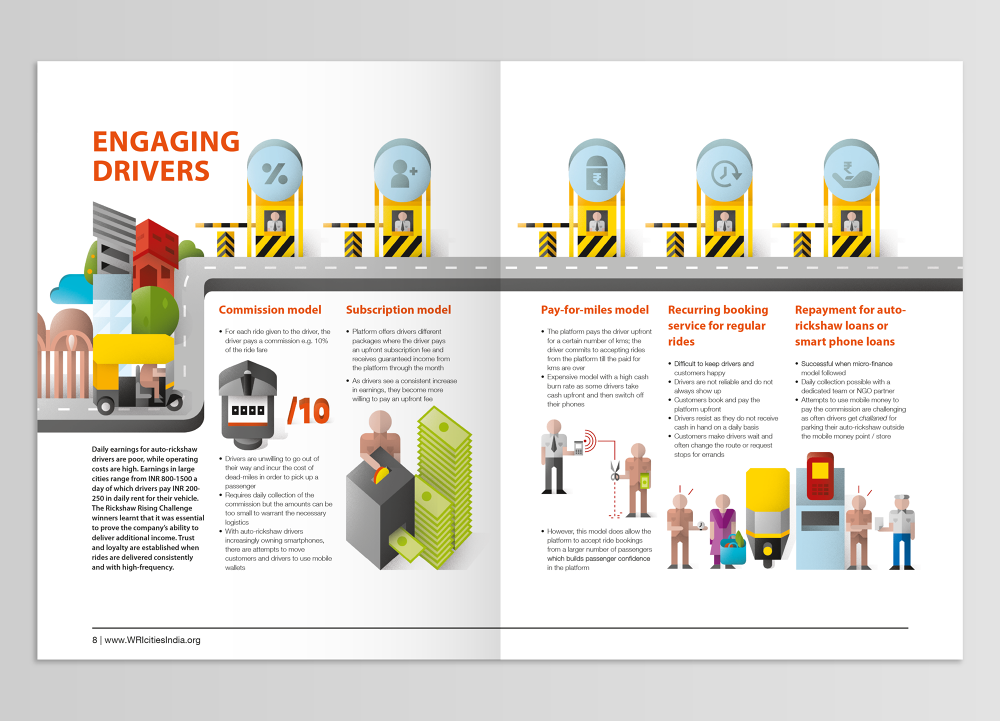 ENGAGING
DRIVERS
Daily earnings for auto-rickshaw
drivers are poor, while operating
costs are high. Earnings in large
cities range from INR 800-1500 a
day of which drivers pay INR 200-
250 in daily rent for their vehicle.
The Rickshaw Rising Challenge
winners learnt that it was essential
to prove the company's ability to
deliver additional income. Trust
and loyalty are established when
rides are delivered consistently
and with high-frequency.
%
Commission model
• For each ride given to the driver, the
driver pays a commission e.g. 10%
of the ride fare
/10
• Drivers are unwilling to go out of
their way and incur the cost of
dead-miles in order to pick up a
passenger
• Requires daily collection of the
commission but the amounts can be
too small to warrant the necessary
logistics
• With auto-rickshaw drivers
increasingly owning smartphones,
there are attempts to move
customers and drivers to use mobile
wallets
Subscription model
• Platform offers drivers different
packages where the driver pays
an upfront subscription fee and
receives guaranteed income from
the platform through the month
• As drivers see a consistent increase
in earnings, they become more
willing to pay an upfront fee
₹
Pay-for-miles model
• The platform pays the driver upfront
for a certain number of kms; the
driver commits to accepting rides
from the platform till the paid for
kms are over
• Expensive model with a high cash
burn rate as some drivers take
cash upfront and then switch off
their phones
• However, this model does allow the
platform to accept ride bookings
from a larger number of passengers
which builds passenger confidence
in the platform
Recurring booking
service for regular
rides
• Difficult to keep drivers and
customers happy
• Drivers are not reliable and do not
always show up
• Customers book and pay the
platform upfront
• Drivers resist as they do not receive
cash in hand on a daily basis
• Customers make drivers wait and
often change the route or request
stops for errands
₹
Repayment for auto-
rickshaw loans or
smart phone loans
• Successful when micro-finance
model followed
• Daily collection possible with a
dedicated team or NGO partner
• Attempts to use mobile money to
pay the commission are challenging
as often drivers get challaned for
parking their auto-rickshaw outside
the mobile money point / store
8 | www.WRIcitiesIndia.org